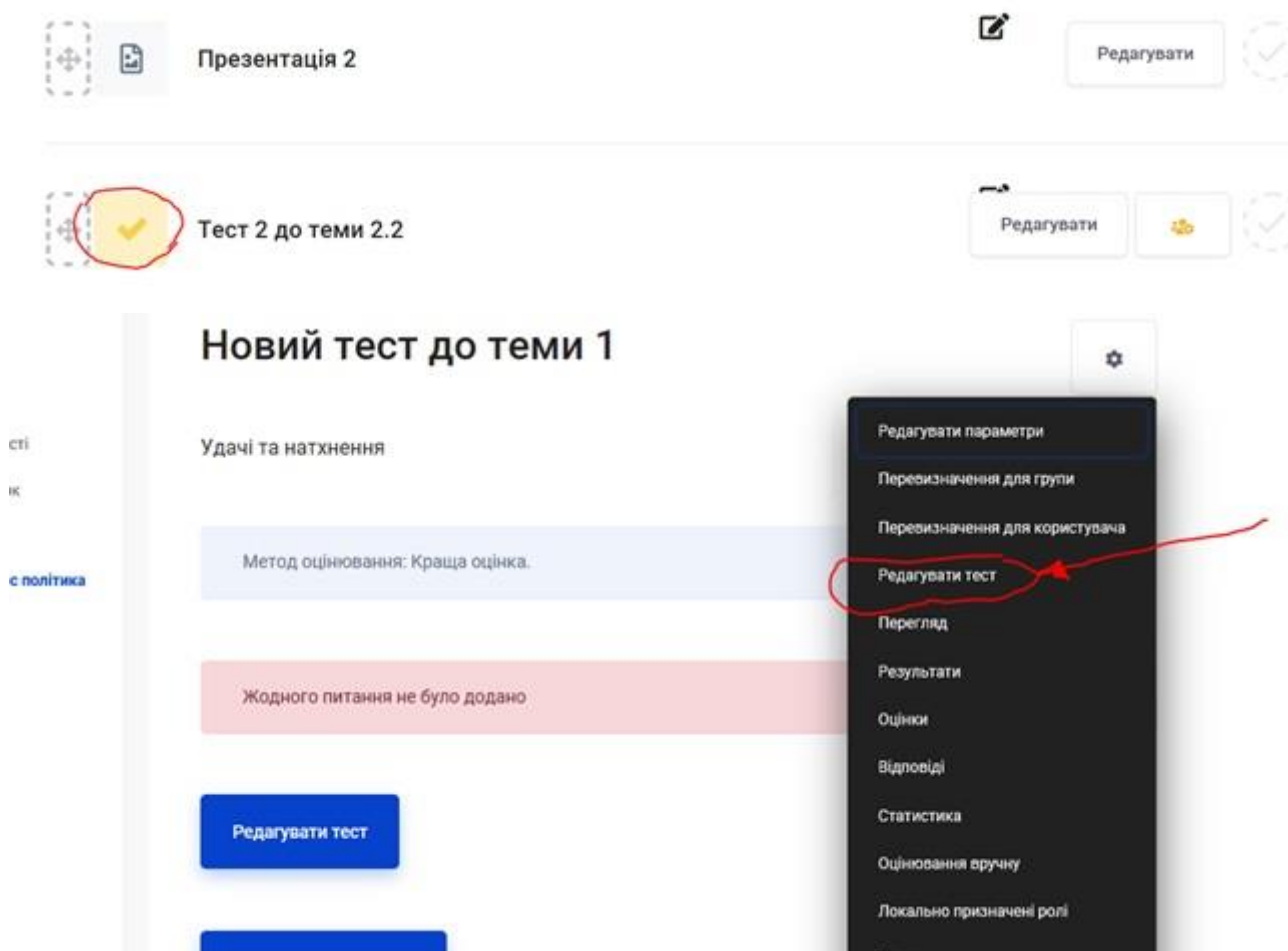 Презентація 2
Редагувати
Тест 2 до теми 2.2
Редагувати
Новий тест до теми 1
Удачі та натхнення
Метод оцінювання: Краща оцінка.
Жодного питання не було додано
Редагувати тест
сті
ж
с політика
Редагувати параметри
Перевизначення для групи
Перевизначення для користувача
Редагувати тест
Перегляд
Результати
Оцінки
Відповіді
Статистика
Оцінювання вручну
Локально призначені ролі